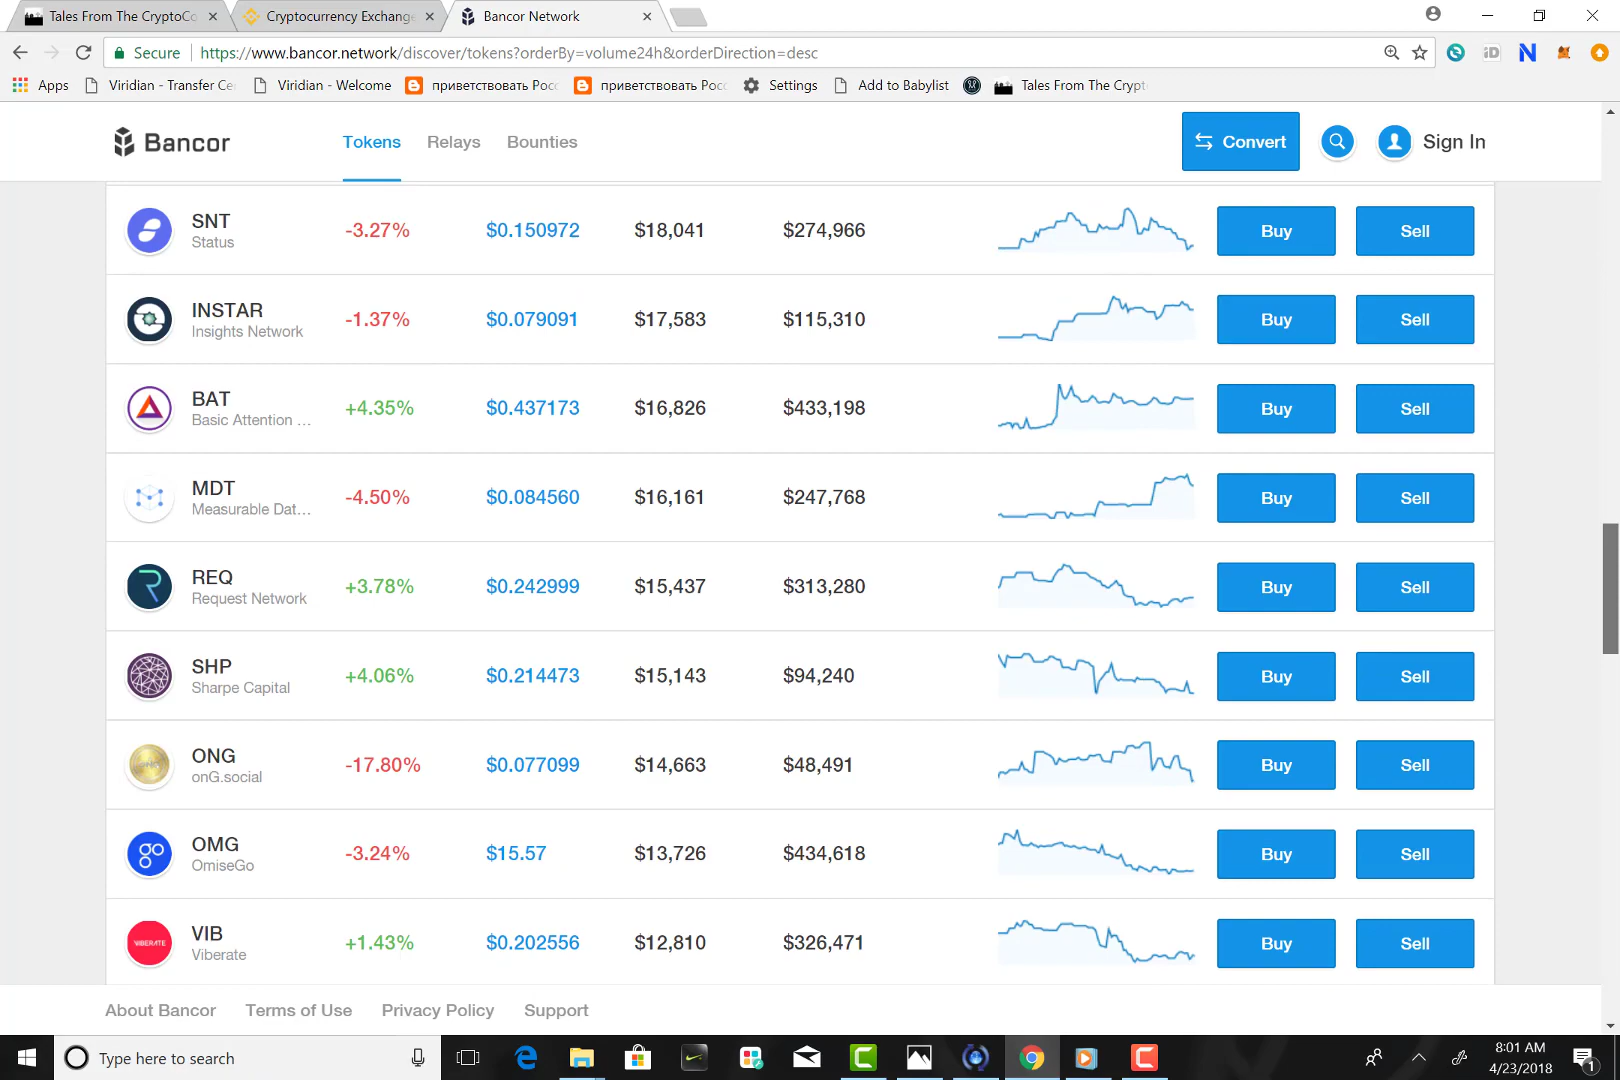 Tales From The CryptoCo
Cryptocurrency Exchange
Bancor Network
Secure
https://www.bancor.network/discover/tokens?orderBy=volume24h&orderDirection=desc
Apps
Viridian - Transfer Ce
Viridian - Welcome
приветствовать Росс
приветствовать Росс
Settings
Add to Babylist
Tales From The Crypt
Bancor
Tokens
Relays
Bounties
Convert
Sign In
SNT
Status
-3.27%
$0.150972
$18,041
$274,966
Buy
Sell
INSTAR
Insights Network
-1.37%
$0.079091
$17,583
$115,310
Buy
Sell
BAT
Basic Attention ...
+4.35%
$0.437173
$16,826
$433,198
Buy
Sell
MDT
Measurable Dat...
-4.50%
$0.084560
$16,161
$247,768
Buy
Sell
REQ
Request Network
+3.78%
$0.242999
$15,437
$313,280
Buy
Sell
SHP
Sharpe Capital
+4.06%
$0.214473
$15,143
$94,240
Buy
Sell
ONG
onG.social
-17.80%
$0.077099
$14,663
$48,491
Buy
Sell
OMG
OmiseGo
-3.24%
$15.57
$13,726
$434,618
Buy
Sell
VIBERATE
VIB
Viberate
+1.43%
$0.202556
$12,810
$326,471
Buy
Sell
About Bancor
Terms of Use
Privacy Policy
Support
Type here to search
8:01 AM
4/23/2018
1